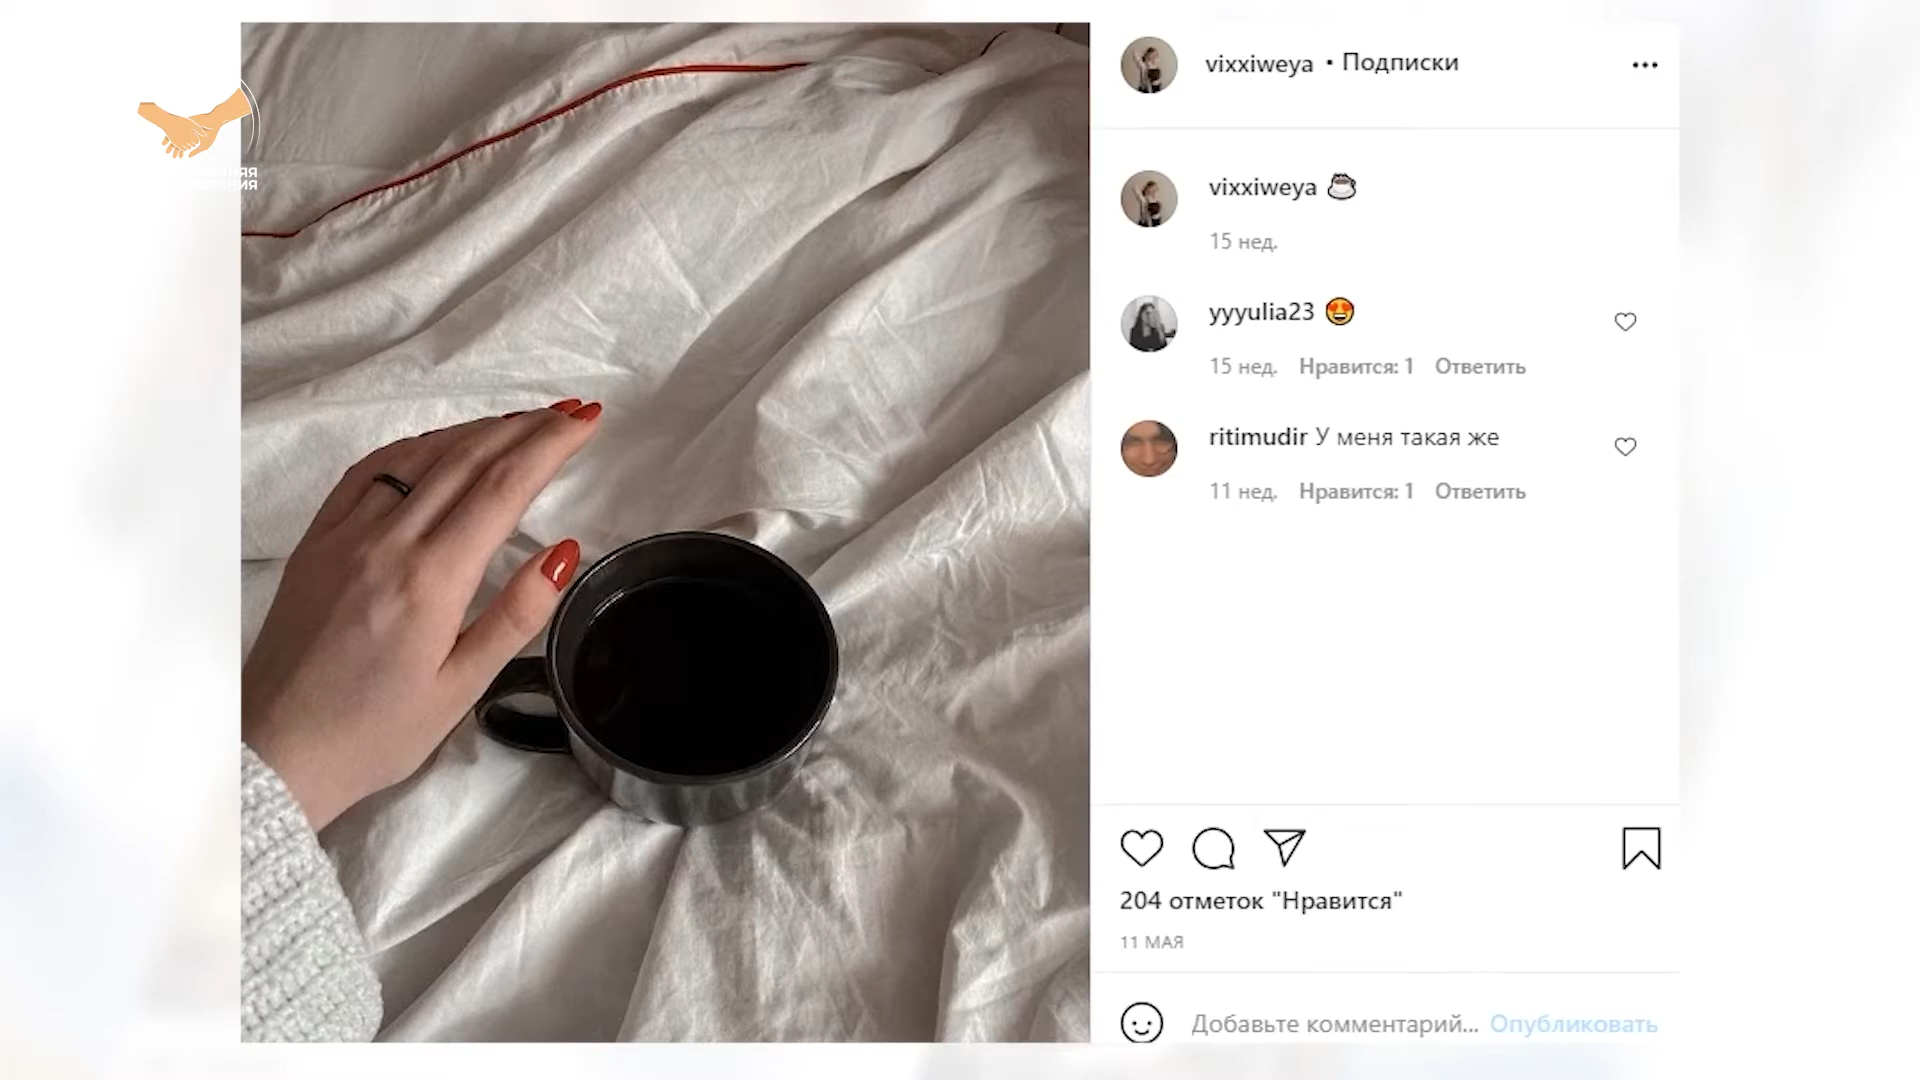 vixxiweya • Подписки
vixxiweya ☕
15 нед.
yyyulia23 😍
15 нед. Нравится: 1 Ответить
ritimudir У меня такая же
11 нед. Нравится: 1 Ответить
204 отметок "Нравится"
11 МАЯ
Добавьте комментарий... Опубликовать